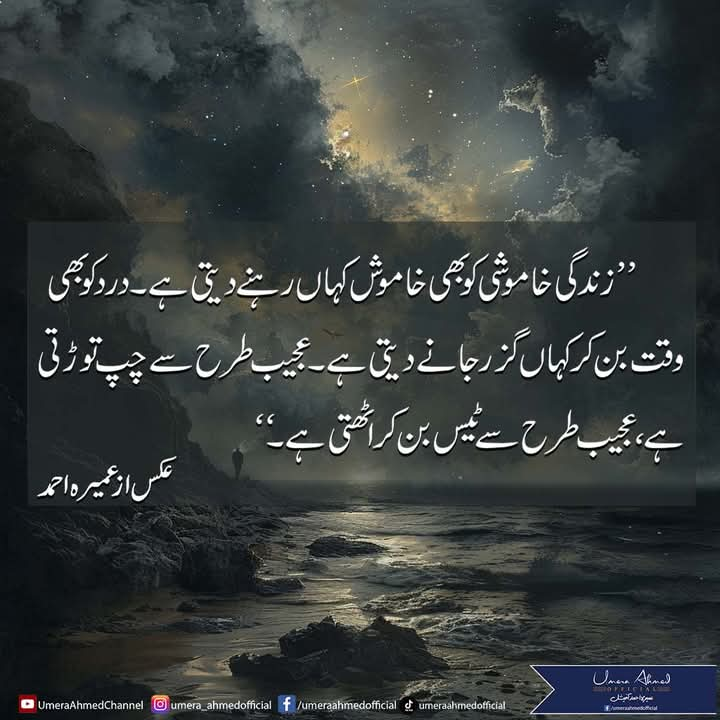 ’’زندگی خاموشی کو بھی خاموش کہاں رہنے دیتی ہے۔ درد کو بھی
وقت بن کر کہاں گزر جانے دیتی ہے۔ عجیب طرح سے چپ توڑتی
ہے، عجیب طرح سے ٹیس بن کر اٹھتی ہے۔‘‘
عکس از عمیرہ احمد
Umera Ahmed
OFFICIAL
/umeraahmedofficial
UmeraAhmedChannel umera_ahmedofficial /umeraahmedofficial umeraahmedofficial